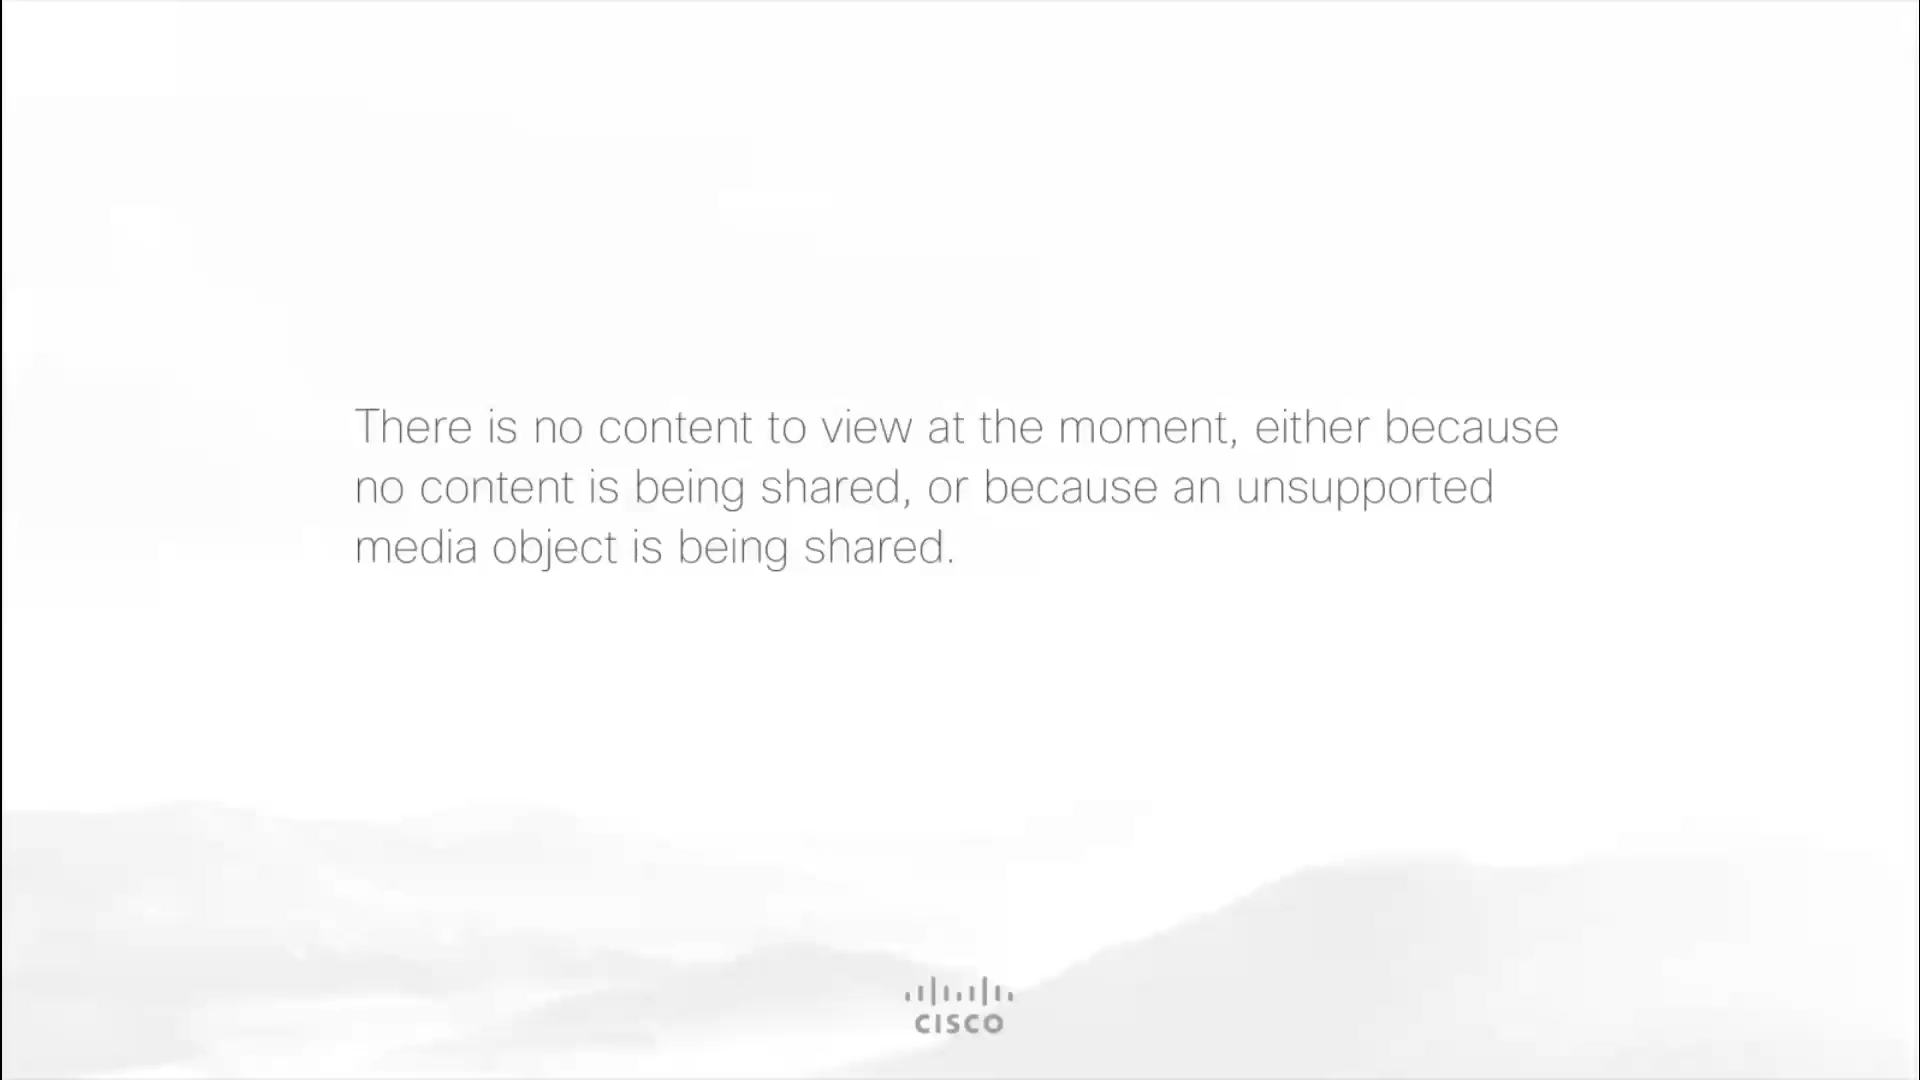 There is no content to view at the moment, either because
no content is being shared, or because an unsupported
media object is being shared.
CISCO